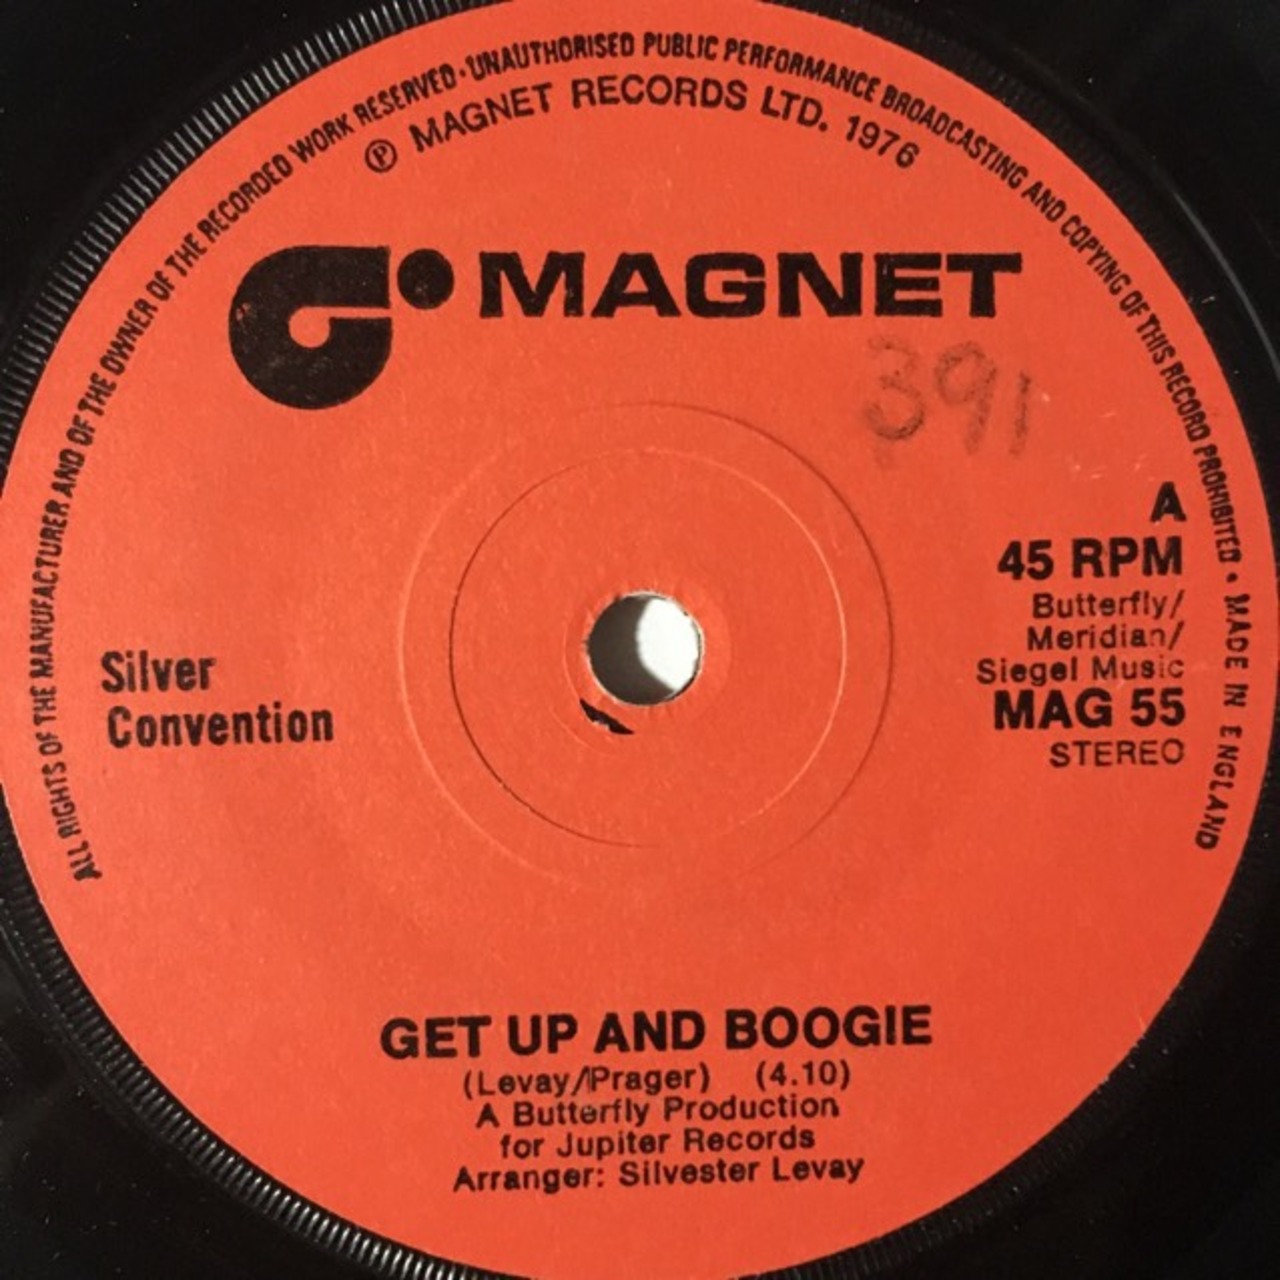 ALL RIGHTS OF THE MANUFACTURER AND OF THE OWNER OF THE RECORDED WORK RESERVED · UNAUTHORISED PUBLIC PERFORMANCE BROADCASTING AND COPYING OF THIS RECORD PROHIBITED · MADE IN ENGLAND
Ⓟ MAGNET RECORDS LTD. 1976
MAGNET
391
A
45 RPM
Butterfly/
Meridian/
Siegel Music
MAG 55
STEREO
Silver
Convention
GET UP AND BOOGIE
(Levay/Prager) (4.10)
A Butterfly Production
for Jupiter Records
Arranger: Silvester Levay